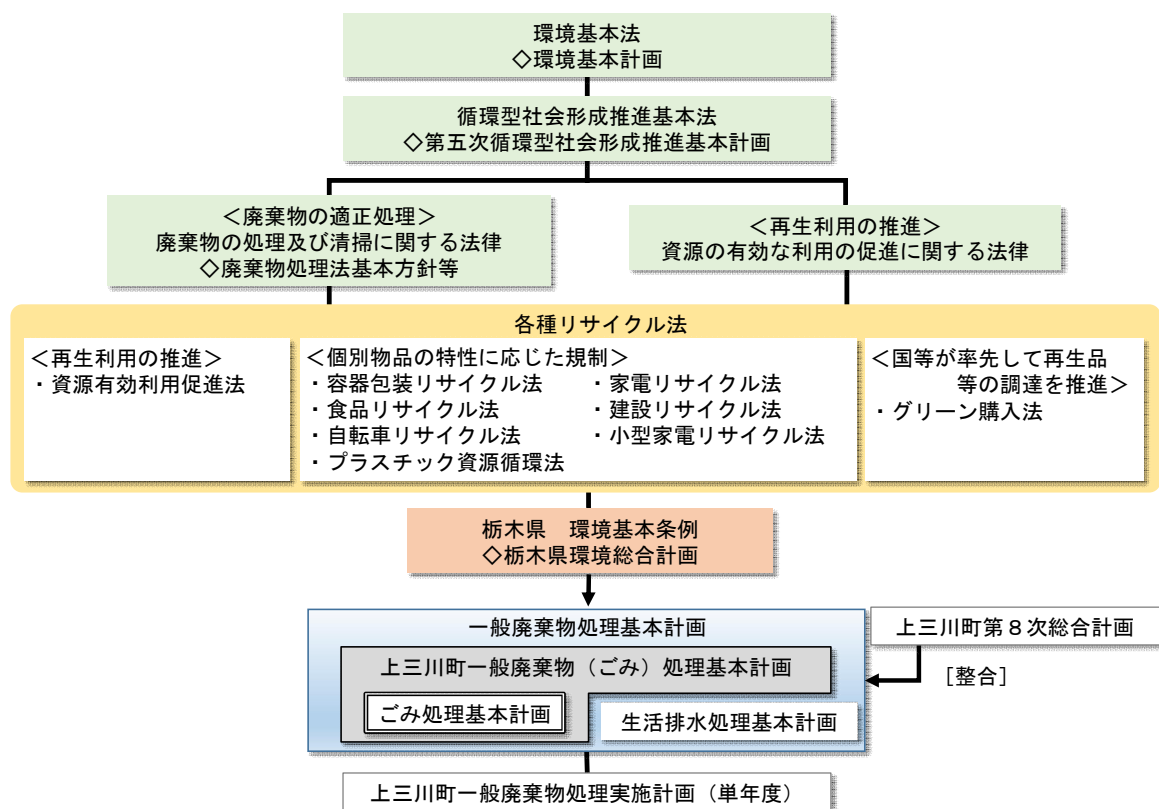 環境基本法
◇環境基本計画
循環型社会形成推進基本法
◇第五次循環型社会形成推進基本計画
＜廃棄物の適正処理＞
廃棄物の処理及び清掃に関する法律
◇廃棄物処理法基本方針等
＜再生利用の推進＞
資源の有効な利用の促進に関する法律
各種リサイクル法
＜再生利用の推進＞
・資源有効利用促進法
＜個別物品の特性に応じた規制＞
・容器包装リサイクル法　・家電リサイクル法
・食品リサイクル法　・建設リサイクル法
・自転車リサイクル法　・小型家電リサイクル法
・プラスチック資源循環法
＜国等が率先して再生品
等の調達を推進＞
・グリーン購入法
栃木県　環境基本条例
◇栃木県環境総合計画
一般廃棄物処理基本計画
上三川町第８次総合計画
上三川町一般廃棄物（ごみ）処理基本計画
［整合］
ごみ処理基本計画
生活排水処理基本計画
上三川町一般廃棄物処理実施計画（単年度）